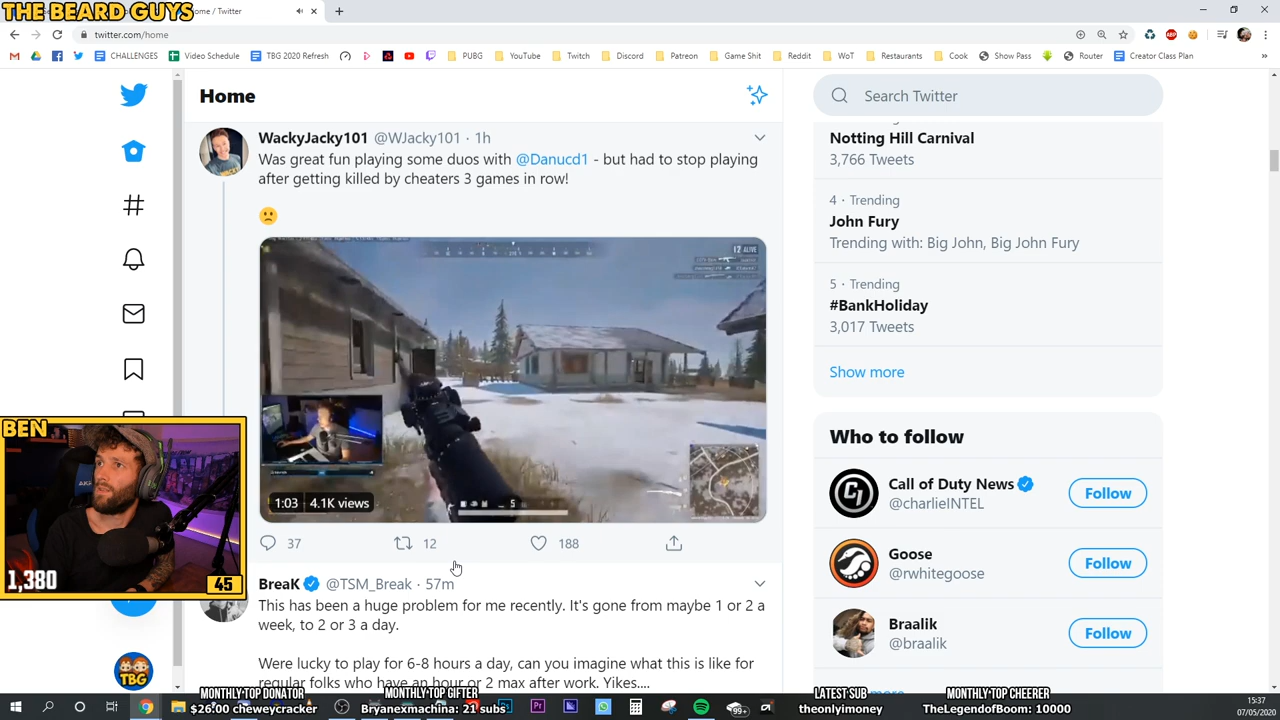 THE BEARD GUYS
ome / Twitter
twitter.com/home
CHALLENGES
Video Schedule
TBG 2020 Refresh
PUBG
YouTube
Twitch
Discord
Patreon
Game Shit
Reddit
WoT
Restaurants
Cook
Show Pass
Router
Creator Class Plan
»
Home
Search Twitter
WackyJacky101 @WJacky101 · 1h
Was great fun playing some duos with @Danucd1 - but had to stop playing
after getting killed by cheaters 3 games in row!
12 ALIVE
1:03 4.1K views
37
12
188
BreaK @TSM_Break · 57m
This has been a huge problem for me recently. It's gone from maybe 1 or 2 a
week, to 2 or 3 a day.
Were lucky to play for 6-8 hours a day, can you imagine what this is like for
regular folks who have an hour or 2 max after work. Yikes....
Notting Hill Carnival
3,766 Tweets
4 · Trending
John Fury
Trending with: Big John, Big John Fury
5 · Trending
#BankHoliday
3,017 Tweets
Show more
Who to follow
Call of Duty News
@charlieINTEL
Follow
Goose
@rwhitegoose
Follow
Braalik
@braalik
Follow
BEN
1,380
45
TBG
MONTHLY TOP DONATOR
$26.00 cheweycracker
MONTHLY TOP GIFTER
Bryanexmachina: 21 subs
LATEST SUB
theonlyimoney
MONTHLY TOP CHEERER
TheLegendofBoom: 10000
99+
15:37
07/05/2020